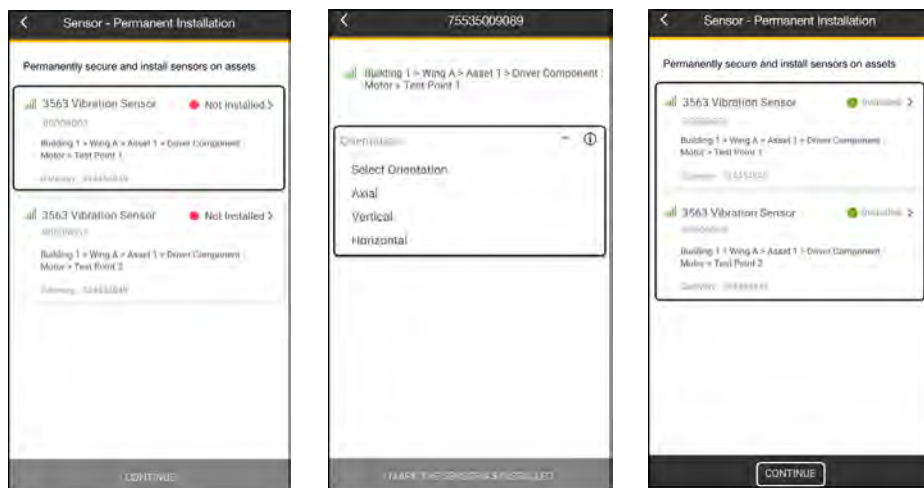 Sensor - Permanent Installation
Permanently secure and install sensors on assets
3563 Vibration Sensor
Not Installed >
Building 1 > Wing A > Asset 1 > Driver Component :
Motor > Test Point 1
3563 Vibration Sensor
Not Installed >
Building 1 > Wing A > Asset 1 > Driver Component :
Motor > Test Point 2
CONTINUE
75535009089
Building 1 > Wing A > Asset 1 > Driver Component :
Motor > Test Point 1
Orientation
Select Orientation
Axial
Vertical
Horizontal
Sensor - Permanent Installation
Permanently secure and install sensors on assets
3563 Vibration Sensor
Installed >
Building 1 > Wing A > Asset 1 > Driver Component :
Motor > Test Point 1
3563 Vibration Sensor
Installed >
Building 1 > Wing A > Asset 1 > Driver Component :
Motor > Test Point 2
CONTINUE